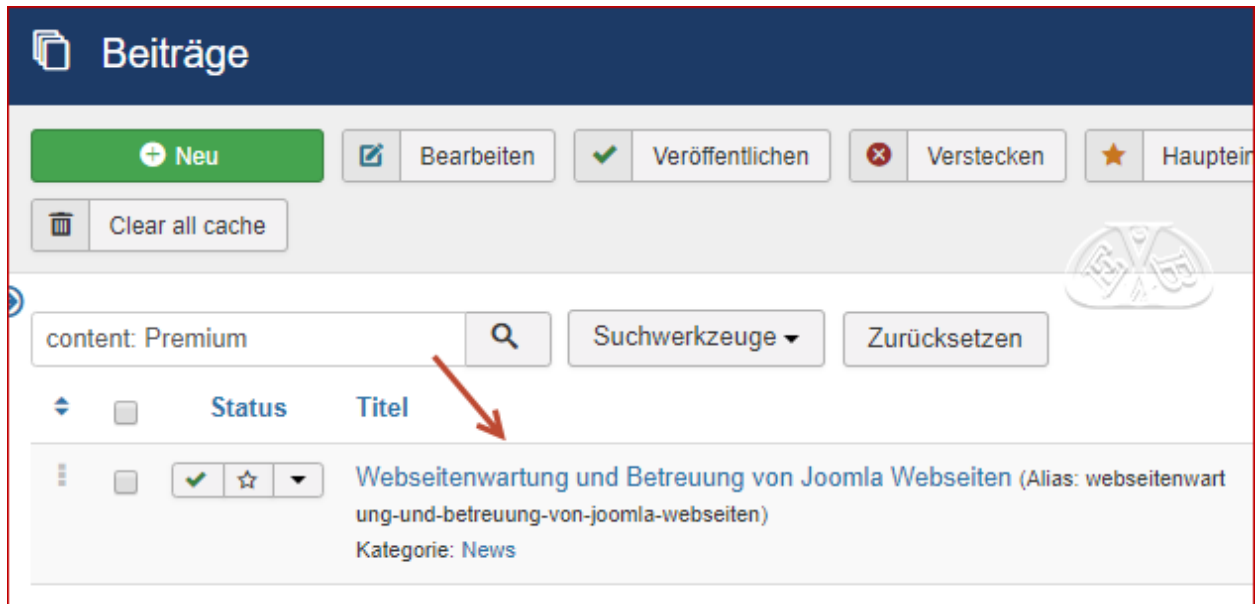 Beiträge
Neu Bearbeiten Veröffentlichen Verstecken Hauptein
Clear all cache
content: Premium Suchwerkzeuge Zurücksetzen
Status Titel
Webseitenwartung und Betreuung von Joomla Webseiten (Alias: webseitenwart
ung-und-betreuung-von-joomla-webseiten)
Kategorie: News